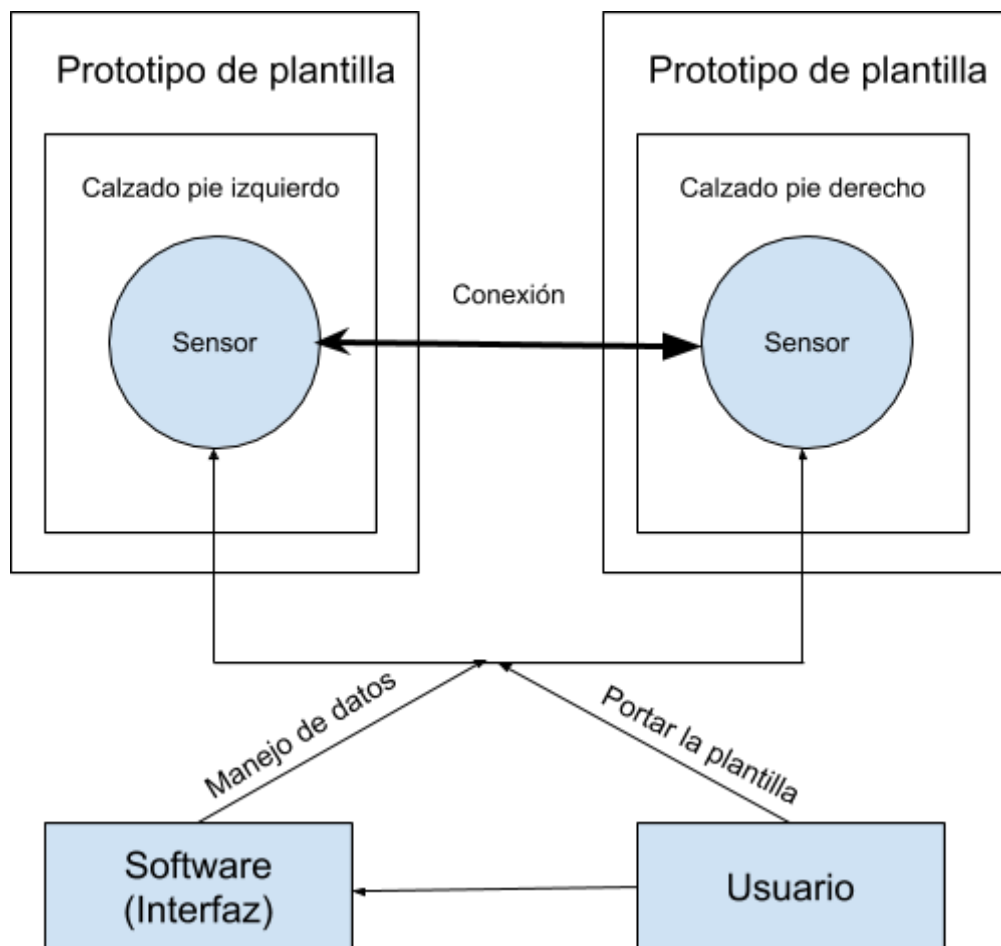 Prototipo de plantilla
Prototipo de plantilla
Calzado pie izquierdo
Calzado pie derecho
Conexión
Sensor
Sensor
Manejo de datos
Portar la plantilla
Software
(Interfaz)
Usuario